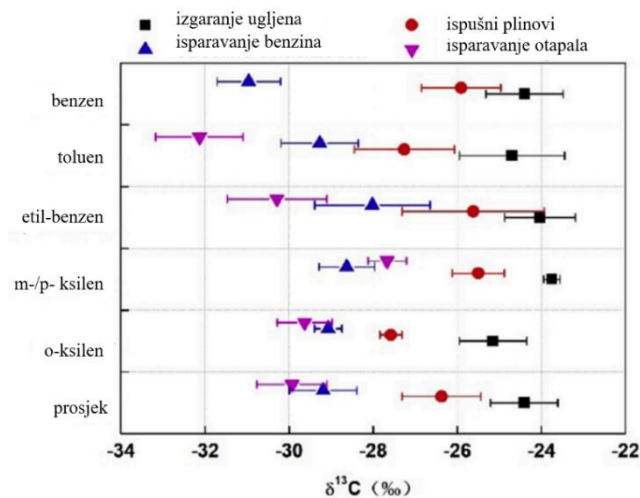 izgaranje ugljena
ispušni plinovi
isparavanje benzina
isparavanje otapala
benzen
toluen
etil-benzen
m-/p- ksilen
o-ksilen
prosjek
-34 -32 -30 -28 -26 -24 -22
δ¹³C (‰)